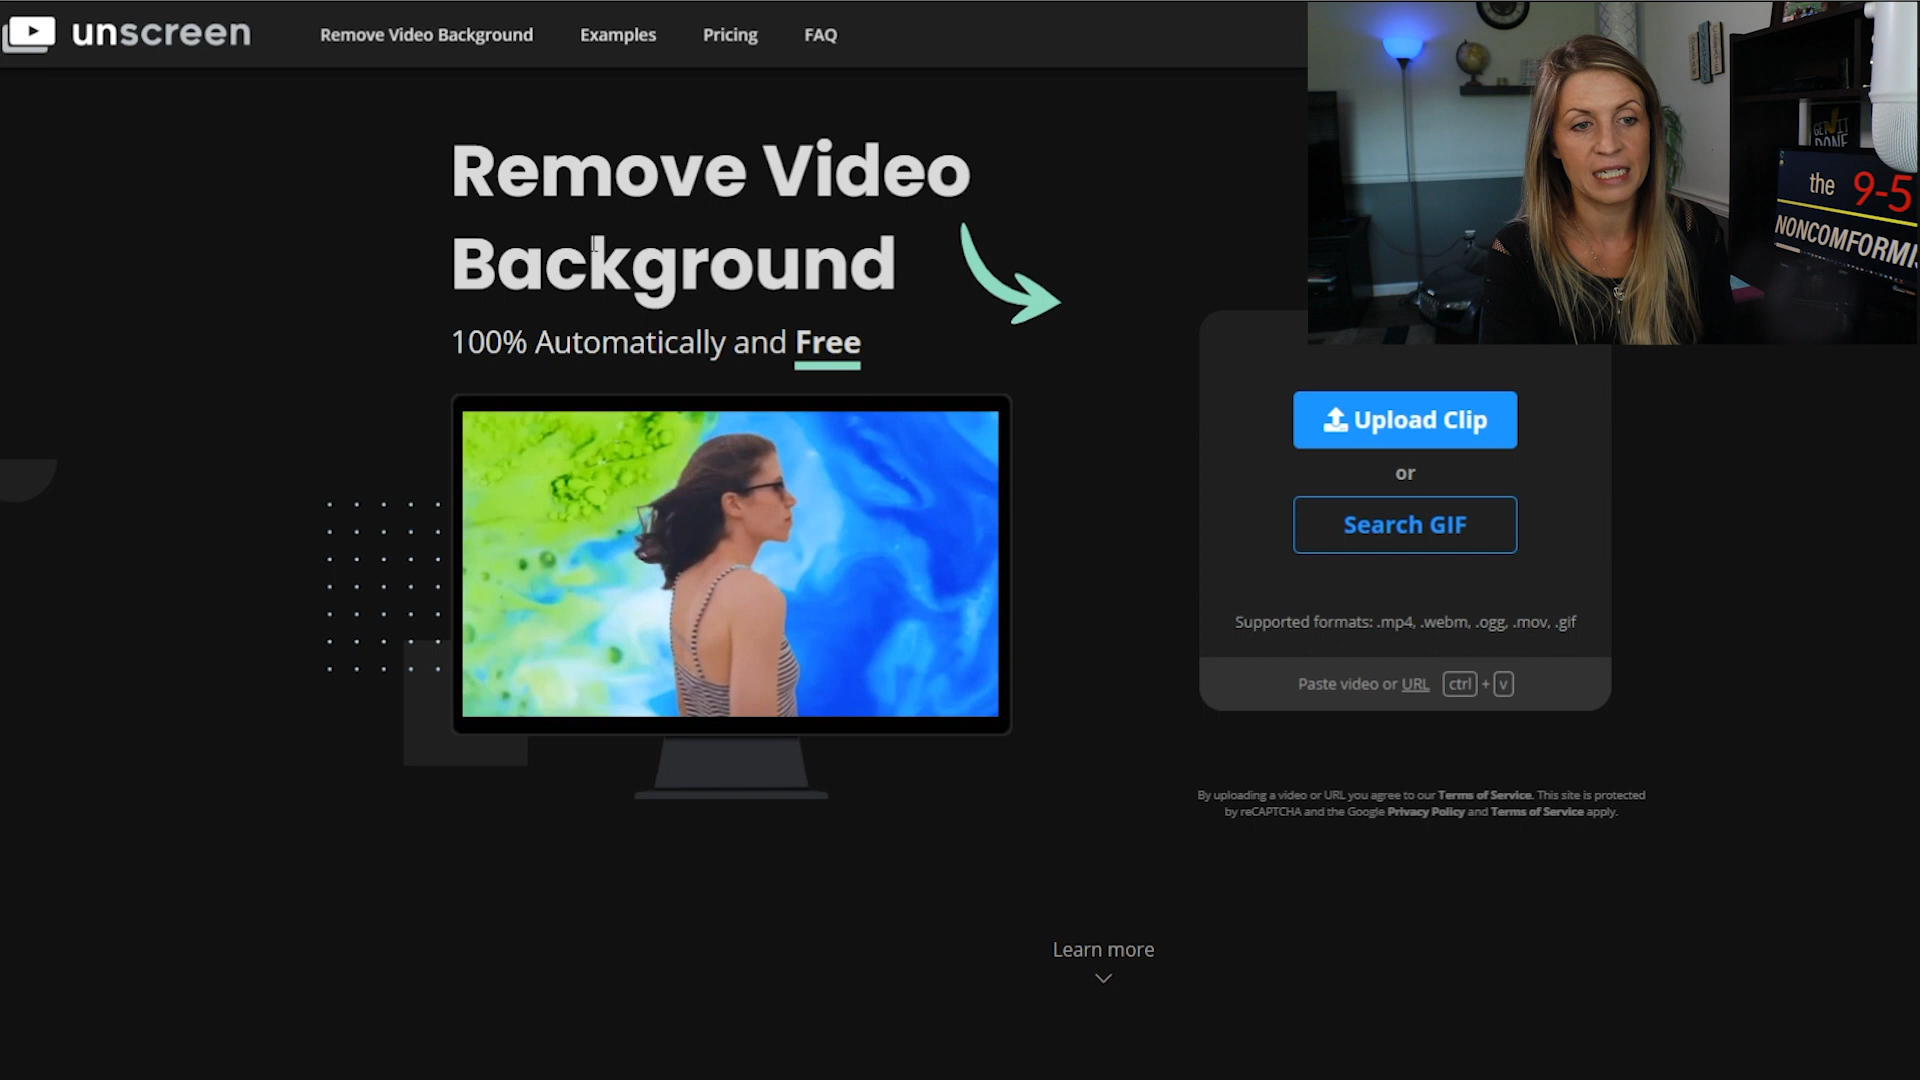 unscreen
Remove Video Background
Examples
Pricing
FAQ
GET IT
DONE
the 9-5
NONCOMFORMI
Remove Video
Background
100% Automatically and Free
Upload Clip
or
Search GIF
Supported formats: .mp4, .webm, .ogg, .mov, .gif
Paste video or URL ctrl + v
By uploading a video or URL you agree to our Terms of Service. This site is protected
by reCAPTCHA and the Google Privacy Policy and Terms of Service apply.
Learn more